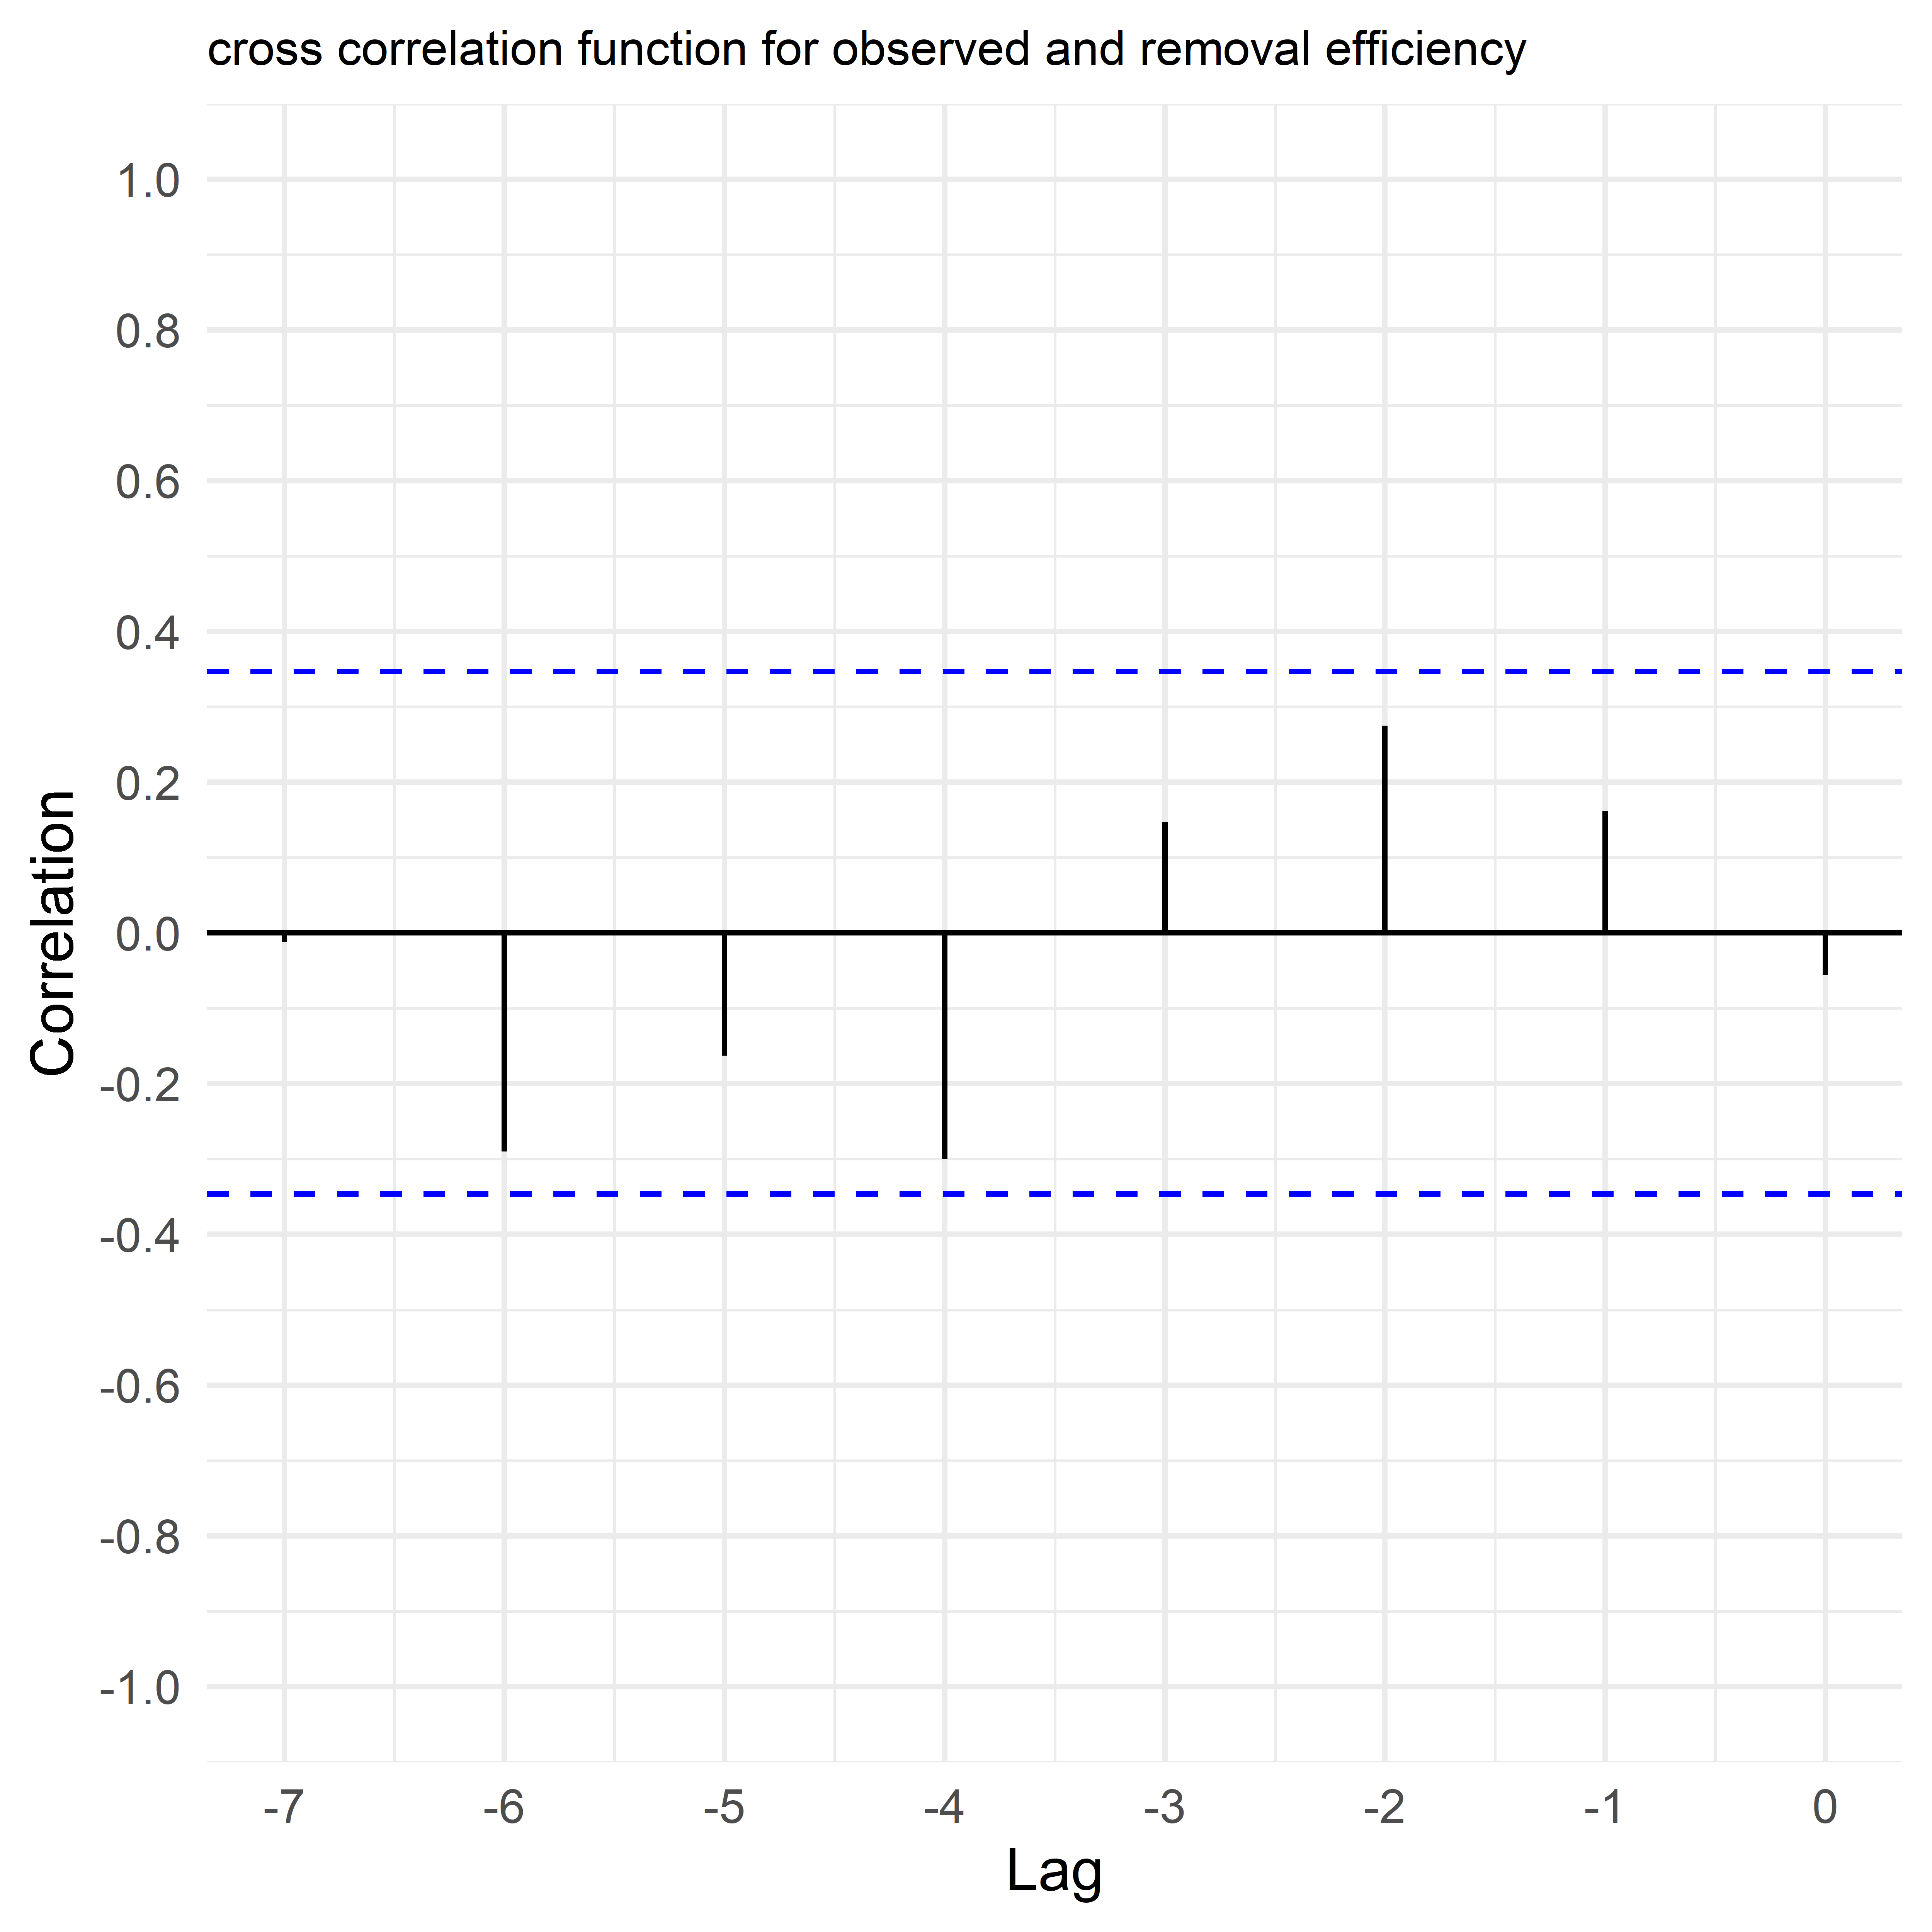 cross correlation function for observed and removal efficiency
1.0
0.8
0.6
0.4
0.2
0.0
-0.2
-0.4
-0.6
-0.8
-1.0
Correlation
-7 -6 -5 -4 -3 -2 -1 0
Lag